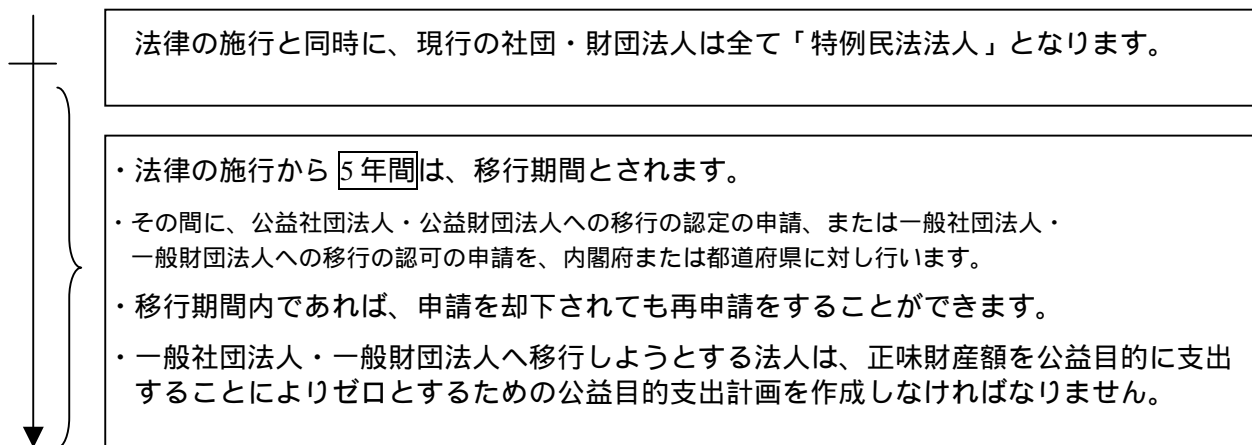 法律の施行と同時に、現行の社団・財団法人は全て「特例民法法人」となります。
・法律の施行から 5 年間は、移行期間とされます。
・その間に、公益社団法人・公益財団法人への移行の認定の申請、または一般社団法人・
一般財団法人への移行の認可の申請を、内閣府または都道府県に対し行います。
・移行期間内であれば、申請を却下されても再申請をすることができます。
・一般社団法人・一般財団法人へ移行しようとする法人は、正味財産額を公益目的に支出
することによりゼロとするための公益目的支出計画を作成しなければなりません。